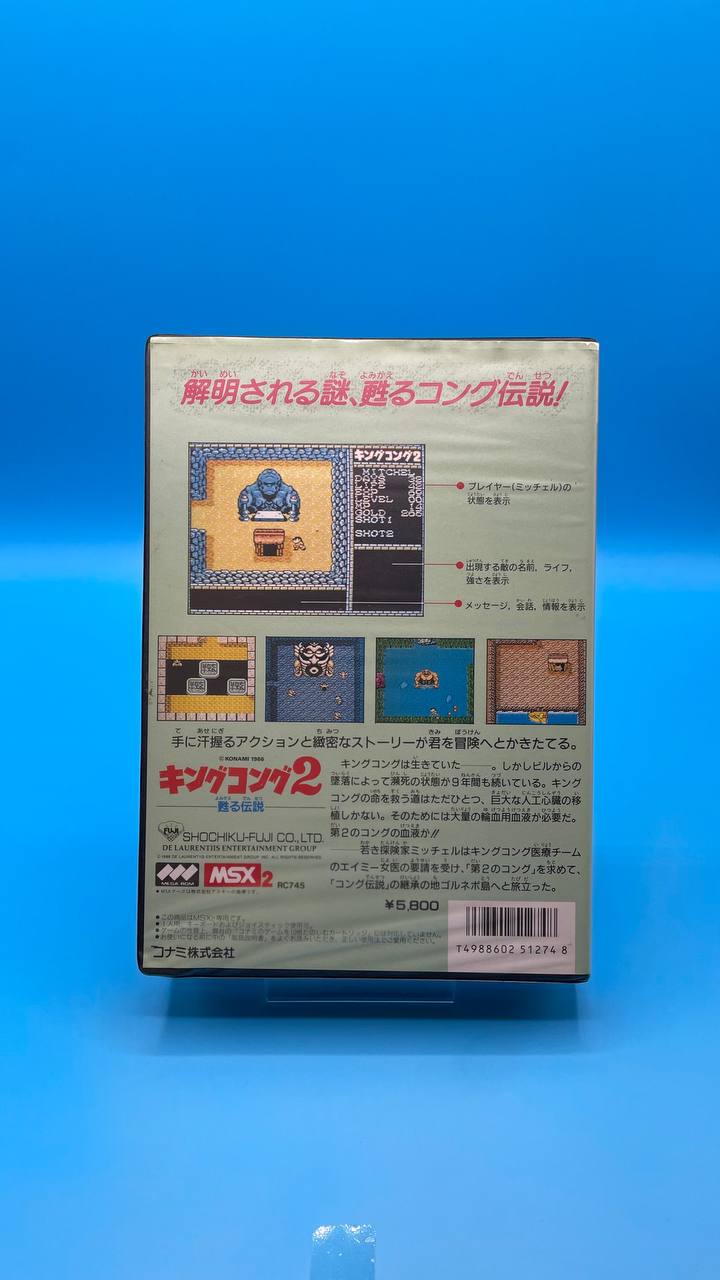 解明される謎、甦るコング伝説!
キングコング2
MITCHEL
LEVEL
GOLD
SHOT1
SHOT2
プレイヤー(ミッチェル)の
状態を表示
出現する敵の名前、ライフ,
強さを表示
メッセージ, 会話, 情報を表示
手に汗握るアクションと緻密なストーリーが君を冒険へとかきたてる。
© KONAMI 1986
キングコング2
甦る伝説
FUJI SHOCHIKU-FUJI CO., LTD.
DE LAURENTIIS ENTERTAINMENT GROUP
MEGA ROM MSX2 RC745
キングコングは生きていた——。しかしビルからの
墜落によって瀕死の状態が9年間も続いている。キング
コングの命を救う道はただひとつ、巨大な人工心臓の移
植しかない。そのためには大量の輸血用血液が必要だ。
第2のコングの血液が!!
——若き探険家ミッチェルはキングコング医療チーム
のエイミー女医の要請を受け、「第2のコング」を求めて、
「コング伝説」の継承の地ゴルネポ島へと旅立った。
¥5,800
T4988602 51274 8
コナミ株式会社